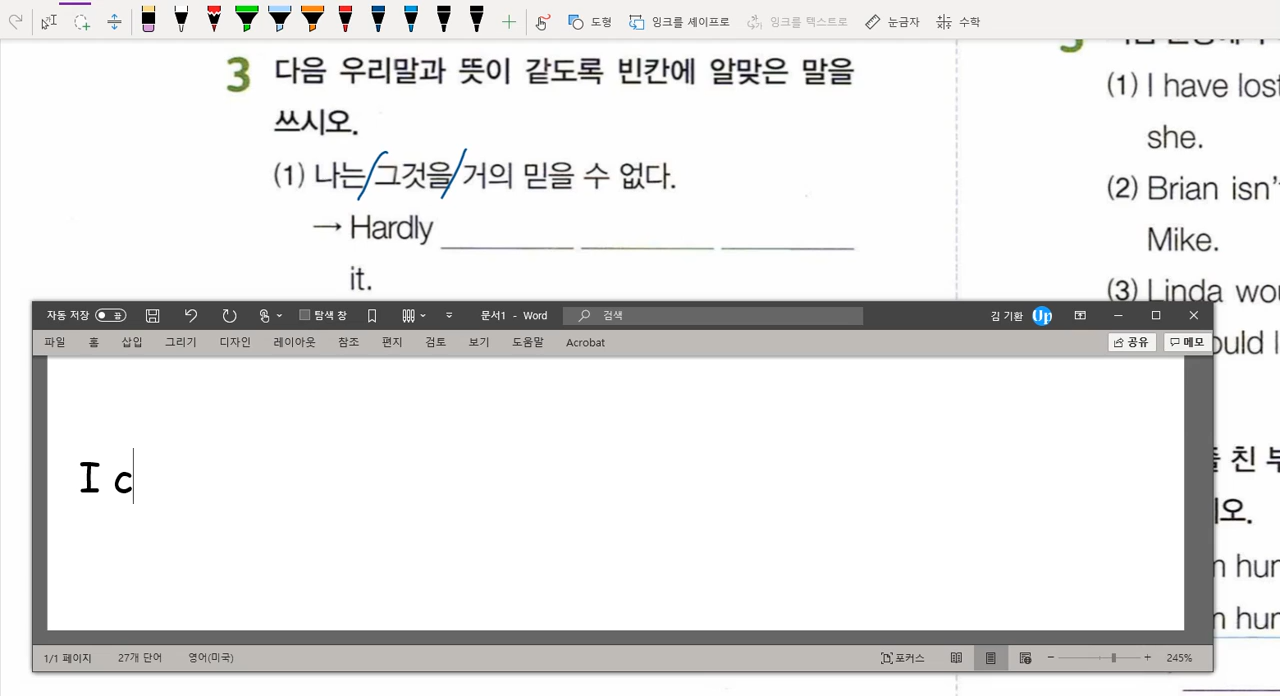 도형
잉크를 셰이프로
잉크를 텍스트로
눈금자
수학
3 다음 우리말과 뜻이 같도록 빈칸에 알맞은 말을
쓰시오.
(1) 나는 그것을 거의 믿을 수 없다.
→ Hardly
it.
(1) I have lost
she.
(2) Brian isn't
Mike.
(3) Linda wou
ould l
친 부
오.
m hun
m hun
자동 저장
탐색 창
문서1 - Word
검색
김 기환
Up
파일 홈 삽입 그리기 디자인 레이아웃 참조 편지 검토 보기 도움말 Acrobat
공유
메모
I c
1/1 페이지 27개 단어 영어(미국)
포커스
245%